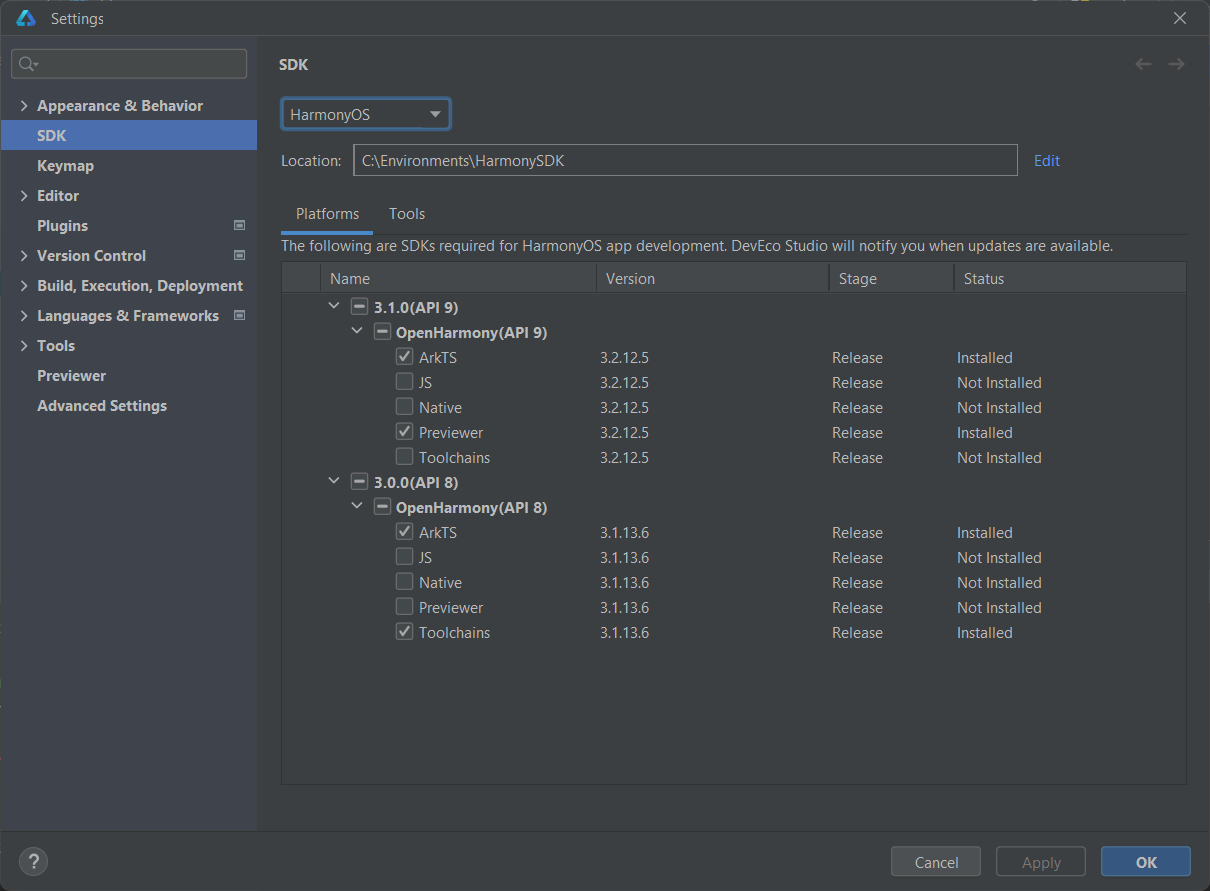 Settings
SDK
Appearance & Behavior
SDK
Keymap
Editor
Plugins
Version Control
Build, Execution, Deployment
Languages & Frameworks
Tools
Previewer
Advanced Settings
HarmonyOS
Location: C:\Environments\HarmonySDK Edit
Platforms Tools
The following are SDKs required for HarmonyOS app development. DevEco Studio will notify you when updates are available.
Name Version Stage Status
3.1.0(API 9)
OpenHarmony(API 9)
ArkTS 3.2.12.5 Release Installed
JS 3.2.12.5 Release Not Installed
Native 3.2.12.5 Release Not Installed
Previewer 3.2.12.5 Release Installed
Toolchains 3.2.12.5 Release Not Installed
3.0.0(API 8)
OpenHarmony(API 8)
ArkTS 3.1.13.6 Release Installed
JS 3.1.13.6 Release Not Installed
Native 3.1.13.6 Release Not Installed
Previewer 3.1.13.6 Release Not Installed
Toolchains 3.1.13.6 Release Installed
? Cancel Apply OK